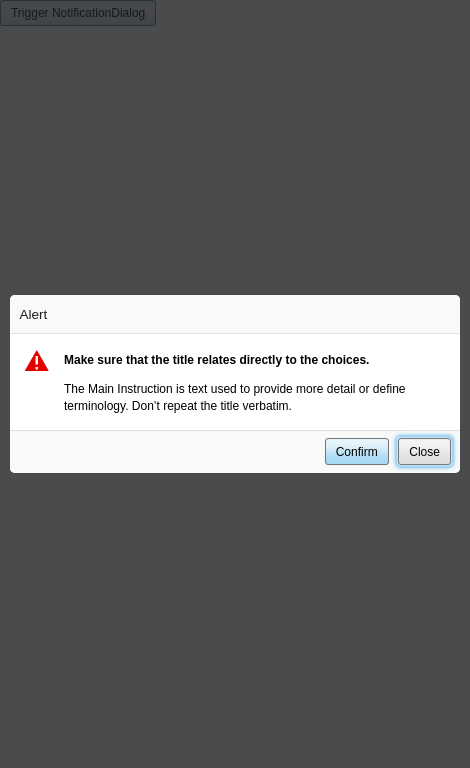 Trigger NotificationDialog
Alert
Make sure that the title relates directly to the choices.
The Main Instruction is text used to provide more detail or define
terminology. Don’t repeat the title verbatim.
Confirm
Close